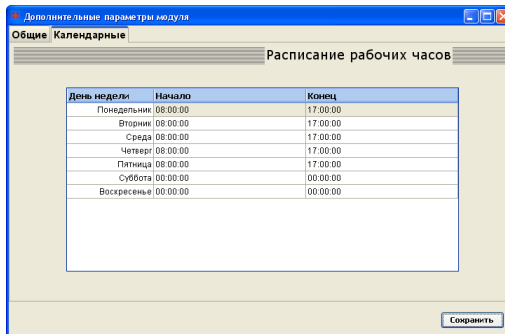 Дополнительные параметры модуля
Общие Календарные
Расписание рабочих часов
День недели Начало Конец
Понедельник 08:00:00 17:00:00
Вторник 08:00:00 17:00:00
Среда 08:00:00 17:00:00
Четверг 08:00:00 17:00:00
Пятница 08:00:00 17:00:00
Суббота 00:00:00 00:00:00
Воскресенье 00:00:00 00:00:00
Сохранить